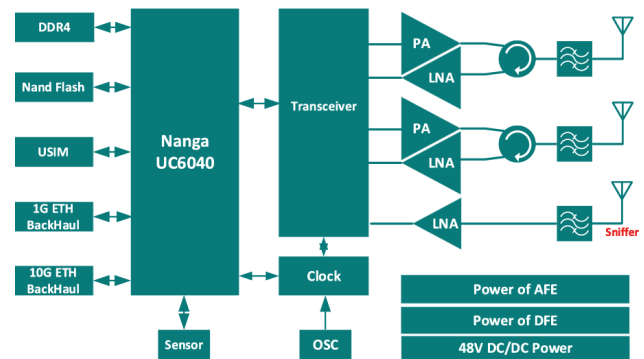 DDR4
Nand Flash
USIM
1G ETH
BackHaul
10G ETH
BackHaul
Nanga
UC6040
Sensor
Transceiver
Clock
OSC
PA
LNA
PA
LNA
LNA
Sniffer
Power of AFE
Power of DFE
48V DC/DC Power